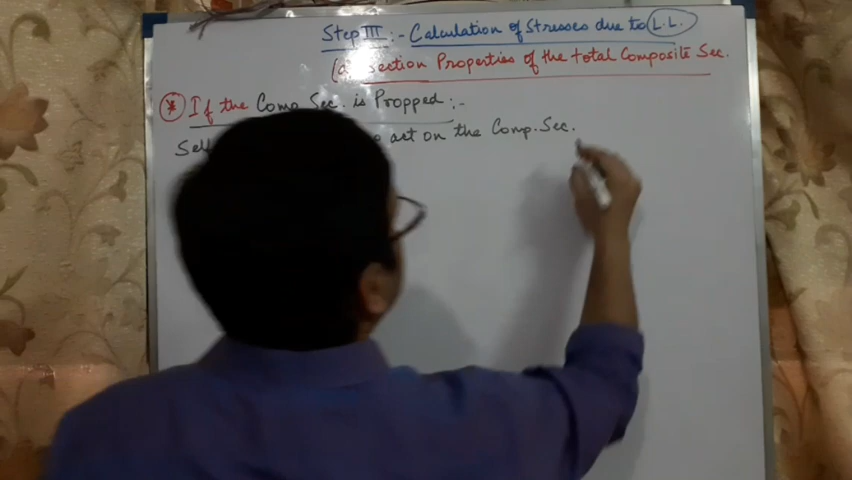 Step III :- Calculation of Stresses due to L.L.
(a) Section Properties of the total Composite Sec.
* If the Comp. Sec. is Propped :-
Self act on the Comp. Sec.